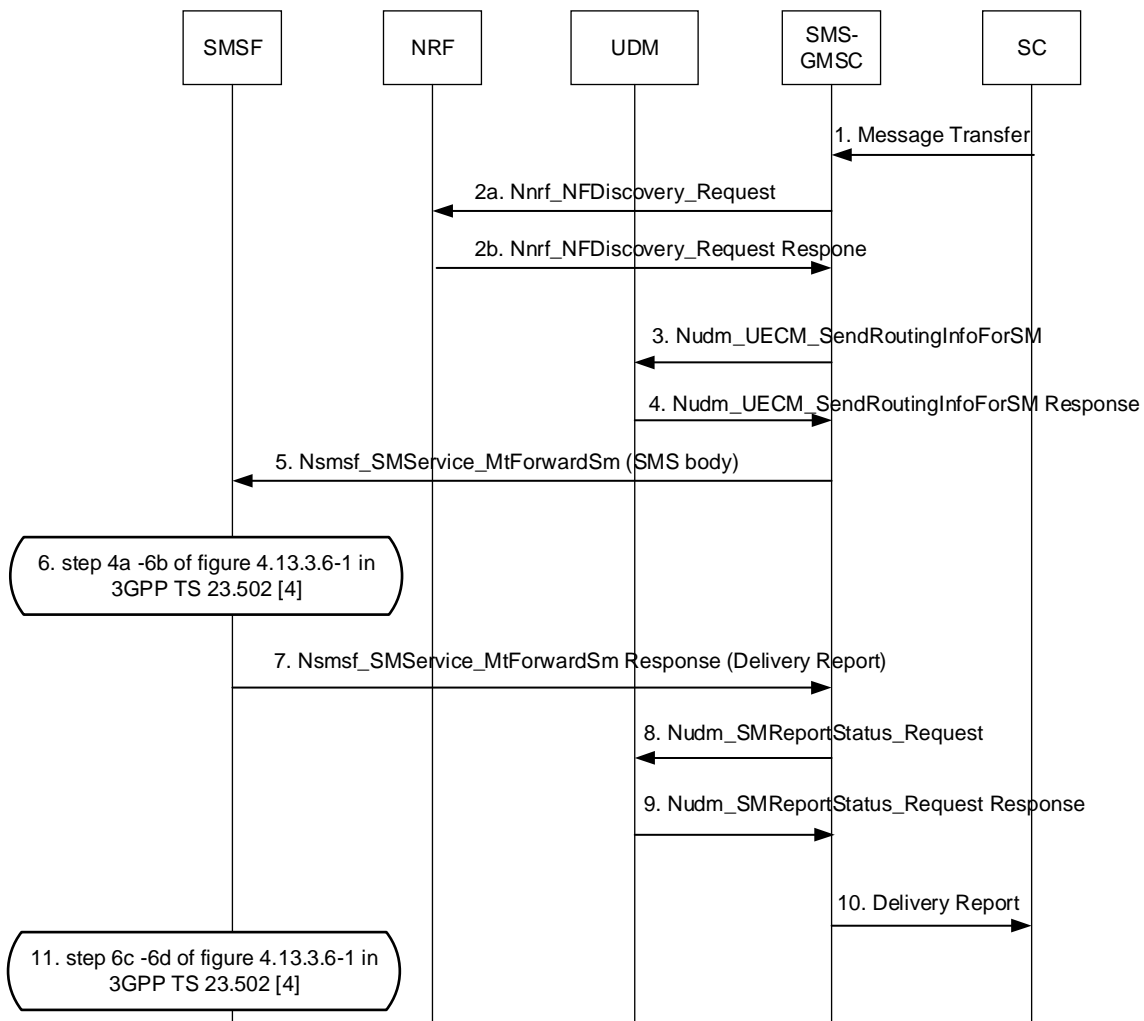 SMSF
NRF
UDM
SMS-
GMSC
SC
1. Message Transfer
2a. Nnrf_NFDiscovery_Request
2b. Nnrf_NFDiscovery_Request Respone
3. Nudm_UECM_SendRoutingInfoForSM
4. Nudm_UECM_SendRoutingInfoForSM Response
5. Nsmsf_SMService_MtForwardSm (SMS body)
6. step 4a -6b of figure 4.13.3.6-1 in
3GPP TS 23.502 [4]
7. Nsmsf_SMService_MtForwardSm Response (Delivery Report)
8. Nudm_SMReportStatus_Request
9. Nudm_SMReportStatus_Request Response
10. Delivery Report
11. step 6c -6d of figure 4.13.3.6-1 in
3GPP TS 23.502 [4]